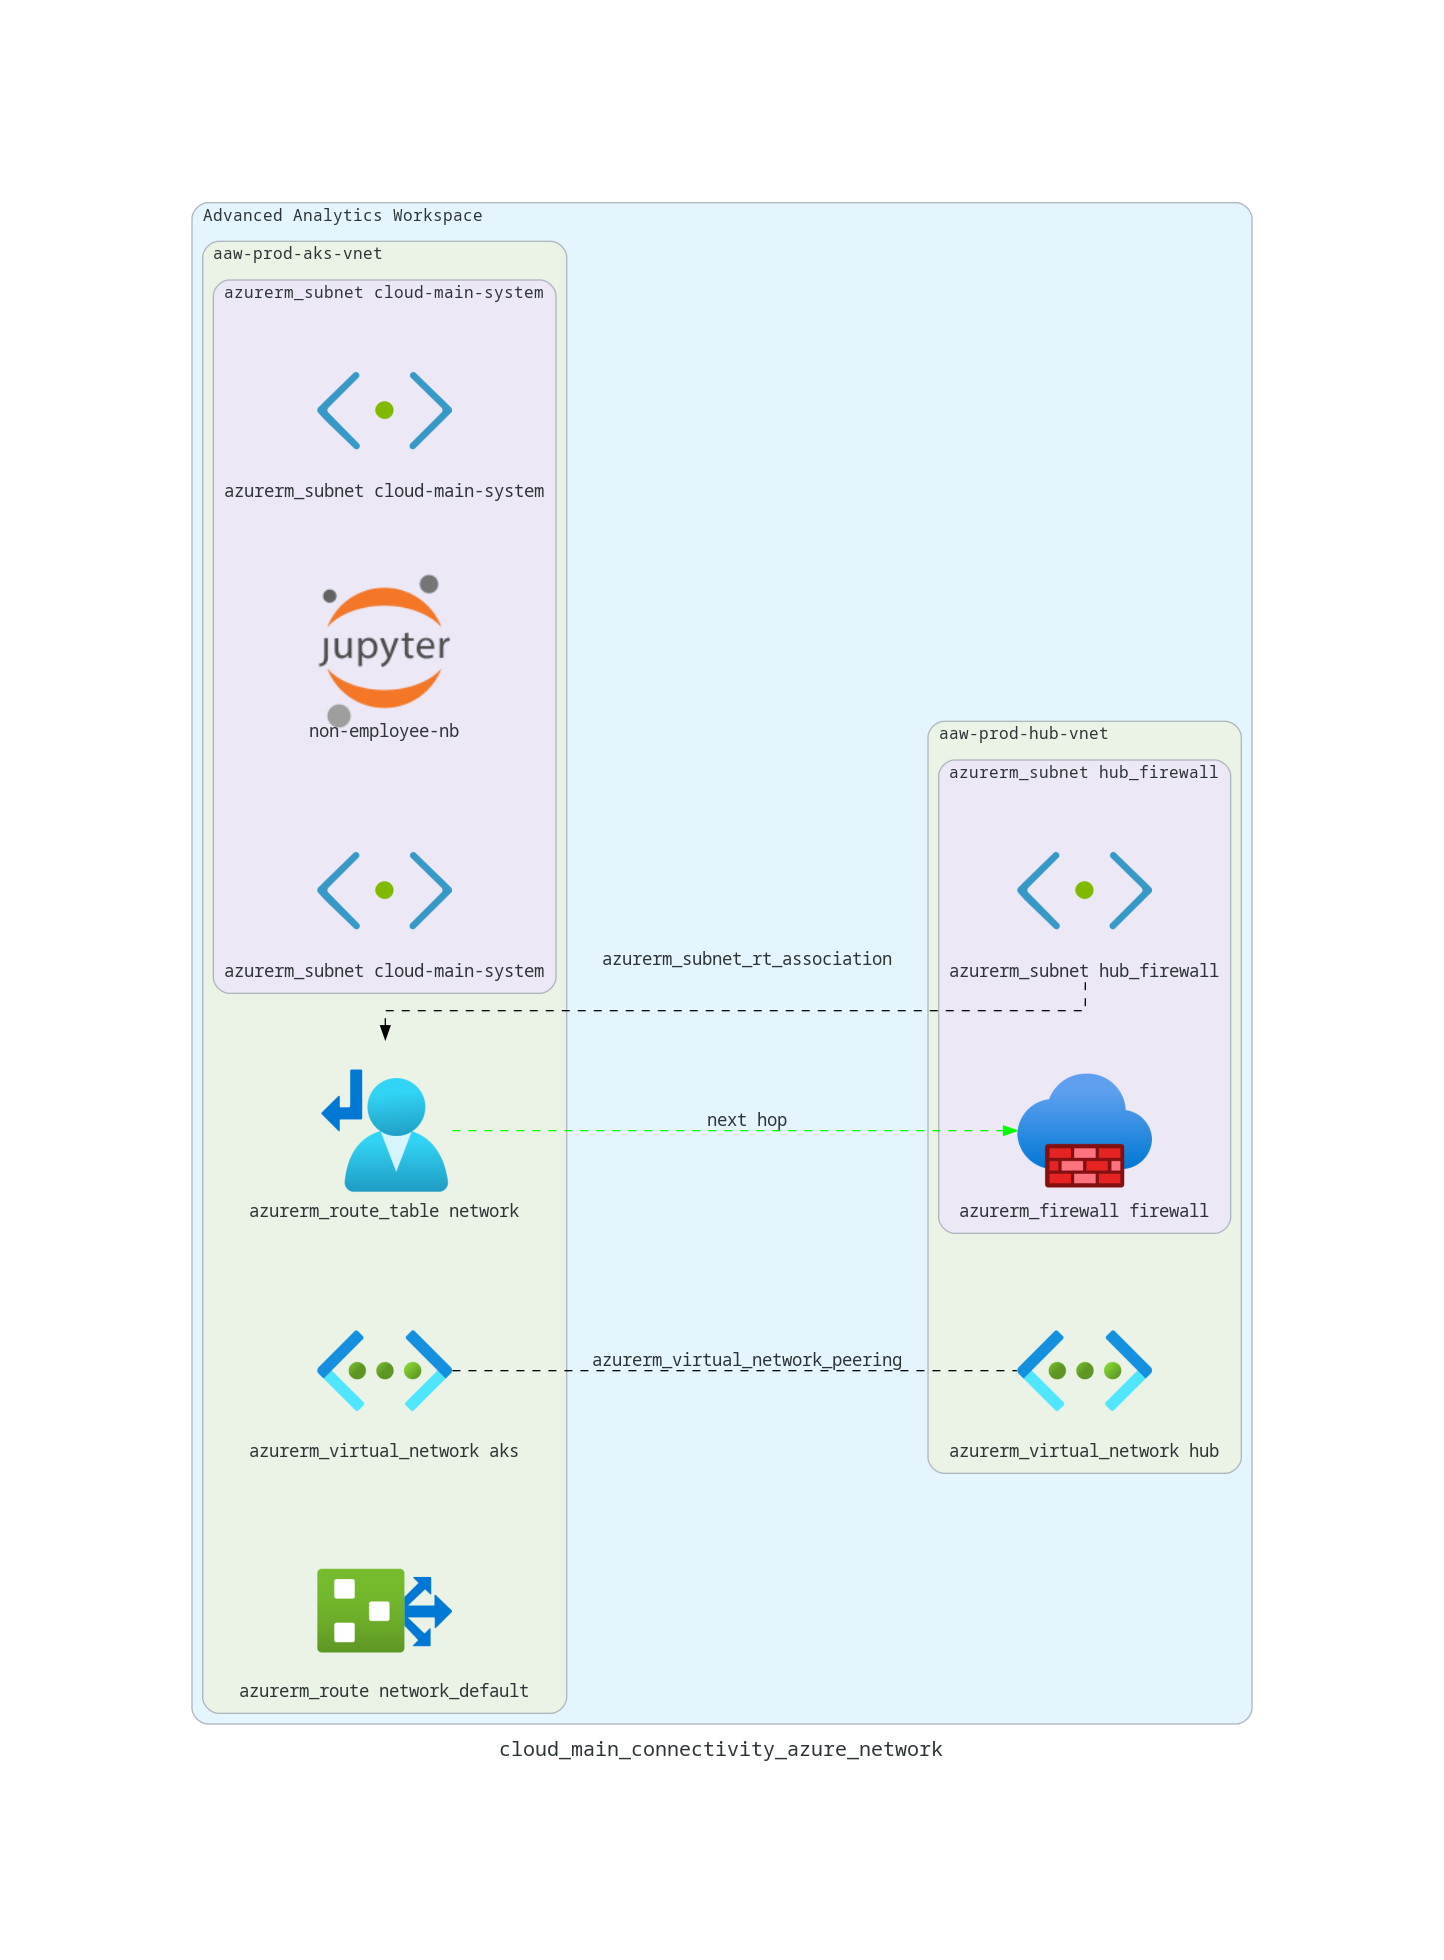 Advanced Analytics Workspace
aaw-prod-aks-vnet
azurerm_subnet cloud-main-system
azurerm_subnet cloud-main-system
jupyter
non-employee-nb
azurerm_subnet cloud-main-system
aaw-prod-hub-vnet
azurerm_subnet hub_firewall
azurerm_subnet hub_firewall
azurerm_subnet_rt_association
next hop
azurerm_route_table network
azurerm_firewall firewall
azurerm_virtual_network_peering
azurerm_virtual_network aks
azurerm_virtual_network hub
azurerm_route network_default
cloud_main_connectivity_azure_network